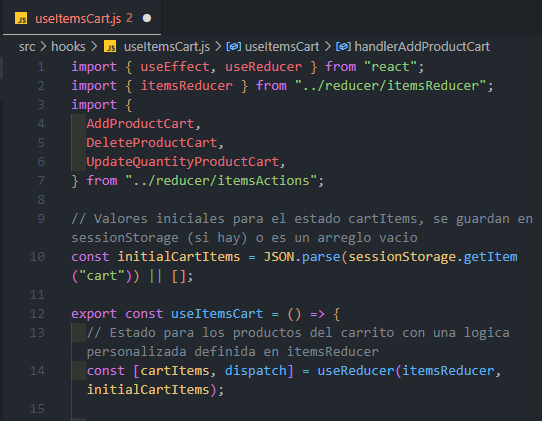 useItemsCart.js 2
src > hooks > useItemsCart.js > useItemsCart > handlerAddProductCart
1 import { useEffect, useReducer } from "react";
2 import { itemsReducer } from "../reducer/itemsReducer";
3 import {
4 AddProductCart,
5 DeleteProductCart,
6 UpdateQuantityProductCart,
7 } from "../reducer/itemsActions";
8
9 // Valores iniciales para el estado cartItems, se guardan en
sessionStorage (si hay) o es un arreglo vacio
10 const initialCartItems = JSON.parse(sessionStorage.getItem
("cart")) || [];
11
12 export const useItemsCart = () => {
13 // Estado para los productos del carrito con una logica
personalizada definida en itemsReducer
14 const [cartItems, dispatch] = useReducer(itemsReducer,
initialCartItems);
15